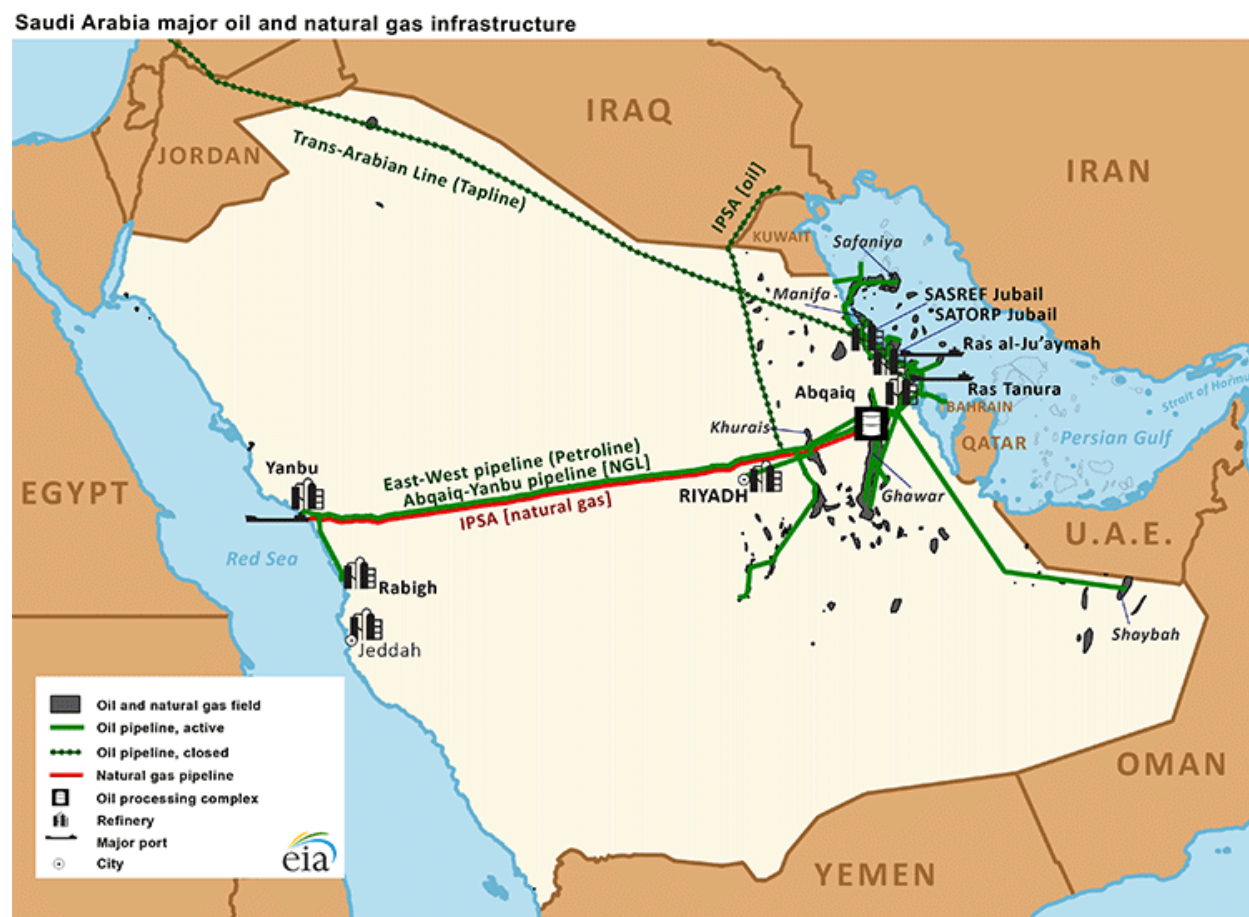 Saudi Arabia major oil and natural gas infrastructure
IRAQ
IRAN
JORDAN
Trans-Arabian Line (Tapline)
IPSA [oil]
KUWAIT
Safaniya
Manifa
SASREF Jubail
SATORP Jubail
Ras al-Ju'aymah
Abqaiq
Ras Tanura
BAHRAIN
Strait of Hormuz
Khurais
QATAR
Persian Gulf
East-West pipeline (Petroline)
Abqaiq-Yanbu pipeline [NGL]
IPSA [natural gas]
Yanbu
RIYADH
Ghawar
EGYPT
U.A.E.
Red Sea
Rabigh
Shaybah
Jeddah
Oil and natural gas field
Oil pipeline, active
Oil pipeline, closed
Natural gas pipeline
Oil processing complex
Refinery
Major port
City
eia
OMAN
YEMEN